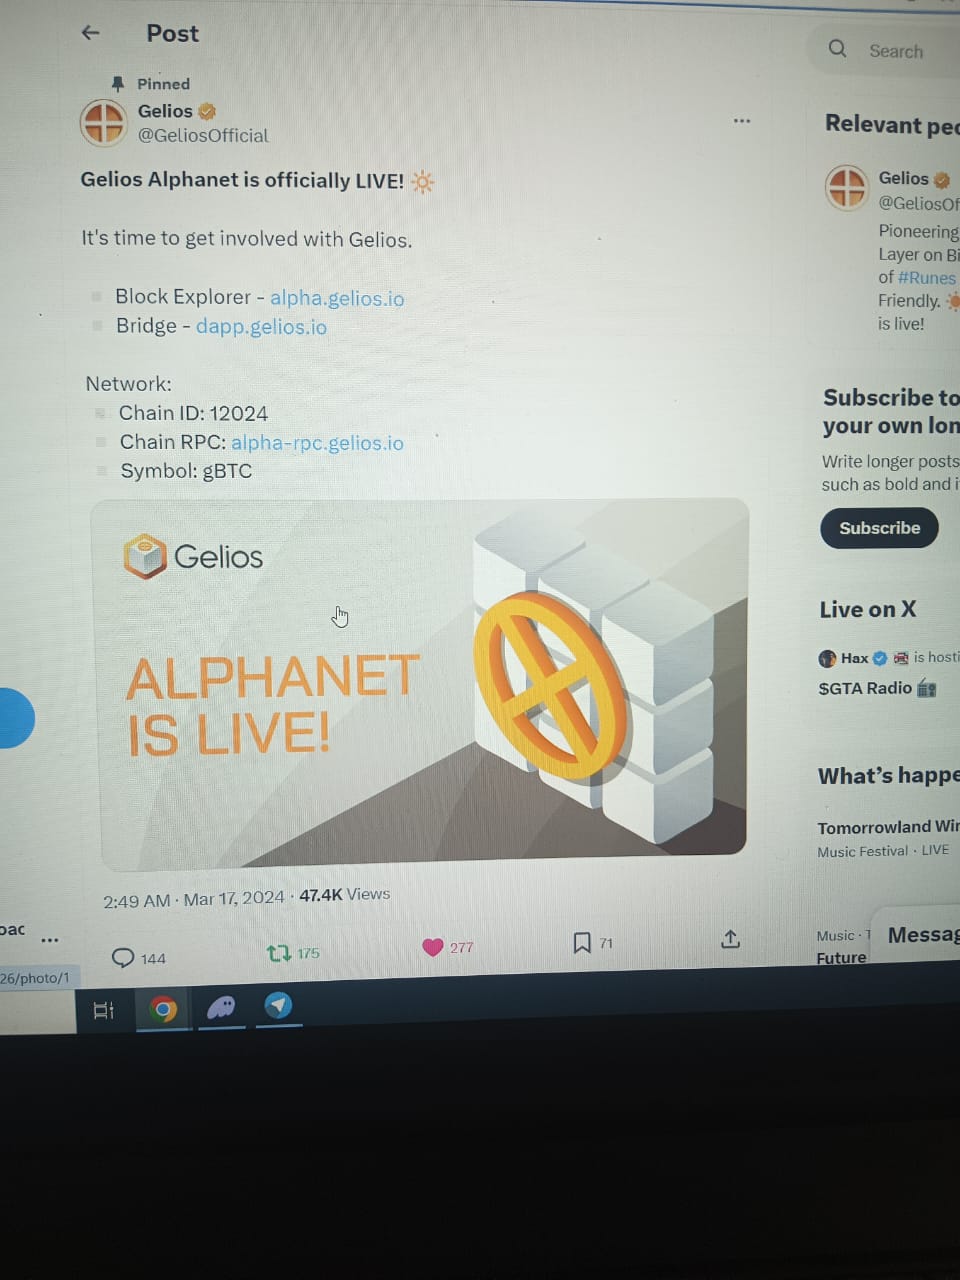 Post
Search
Pinned
Gelios
@GeliosOfficial
Gelios Alphanet is officially LIVE!
It's time to get involved with Gelios.
Block Explorer - alpha.gelios.io
Bridge - dapp.gelios.io
Network:
Chain ID: 12024
Chain RPC: alpha-rpc.gelios.io
Symbol: gBTC
Gelios
ALPHANET
IS LIVE!
2:49 AM · Mar 17, 2024 · 47.4K Views
144
175
277
71
Relevant peo
Gelios
@GeliosOf
Pioneering
Layer on Bi
of #Runes
Friendly.
is live!
Subscribe to
your own lon
Write longer posts
such as bold and i
Subscribe
Live on X
Hax is hosti
$GTA Radio
What's happe
Tomorrowland Win
Music Festival · LIVE
Music · T
Future
Messag
26/photo/1